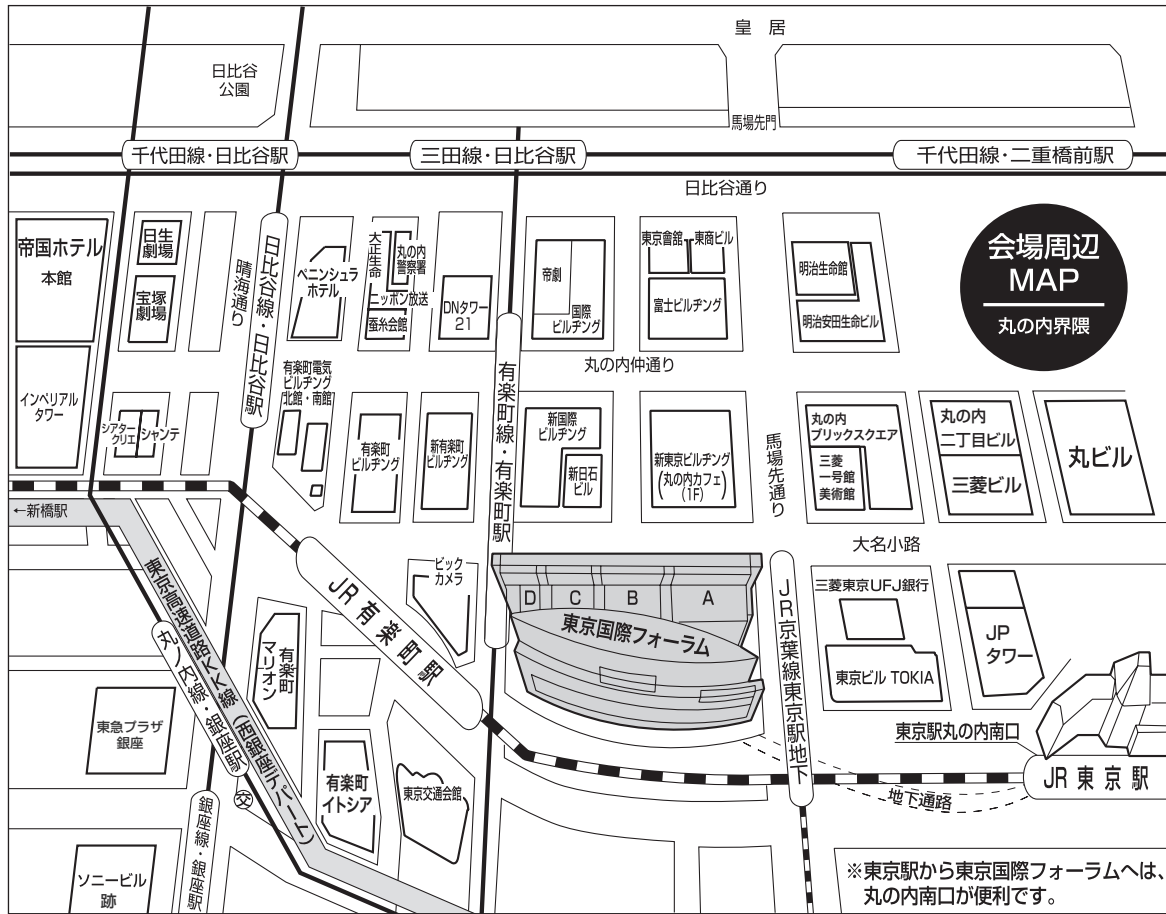 皇 居
日比谷
公園
馬場先門
千代田線・日比谷駅
三田線・日比谷駅
千代田線・二重橋前駅
日比谷通り
会場周辺
MAP
丸の内界隈
帝国ホテル
本館
日生
劇場
宝塚
劇場
晴海通り
日比谷線・日比谷駅
ペニンシュラ
ホテル
大正生命
丸の内
警察署
ニッポン放送
蚕糸会館
DNタワー
21
帝劇
国際
ビルヂング
東京會館
東商ビル
富士ビルヂング
明治生命館
明治安田生命ビル
丸の内仲通り
インペリアル
タワー
シアター
クリエ
シャンテ
有楽町電気
ビルヂング
北館・南館
有楽町
ビルヂング
新有楽町
ビルヂング
有楽町線・有楽町駅
新国際
ビルヂング
新日石
ビル
新東京ビルヂング
(丸の内カフェ)
(1F)
馬場先通り
丸の内
ブリックスクエア
三菱
一号館
美術館
丸の内
二丁目ビル
三菱ビル
丸ビル
←新橋駅
大名小路
東京高速道路KK線(西銀座デパート)
丸ノ内線・銀座駅
JR有楽町駅
ビック
カメラ
D
C
B
A
東京国際フォーラム
JR京葉線東京駅地下
三菱東京UFJ銀行
東京ビル TOKIA
JP
タワー
有楽町
マリオン
東急プラザ
銀座
有楽町
イトシア
東京交通会館
交
銀座線・銀座駅
ソニービル
跡
東京駅丸の内南口
JR東京駅
地下通路
※東京駅から東京国際フォーラムへは、
丸の内南口が便利です。